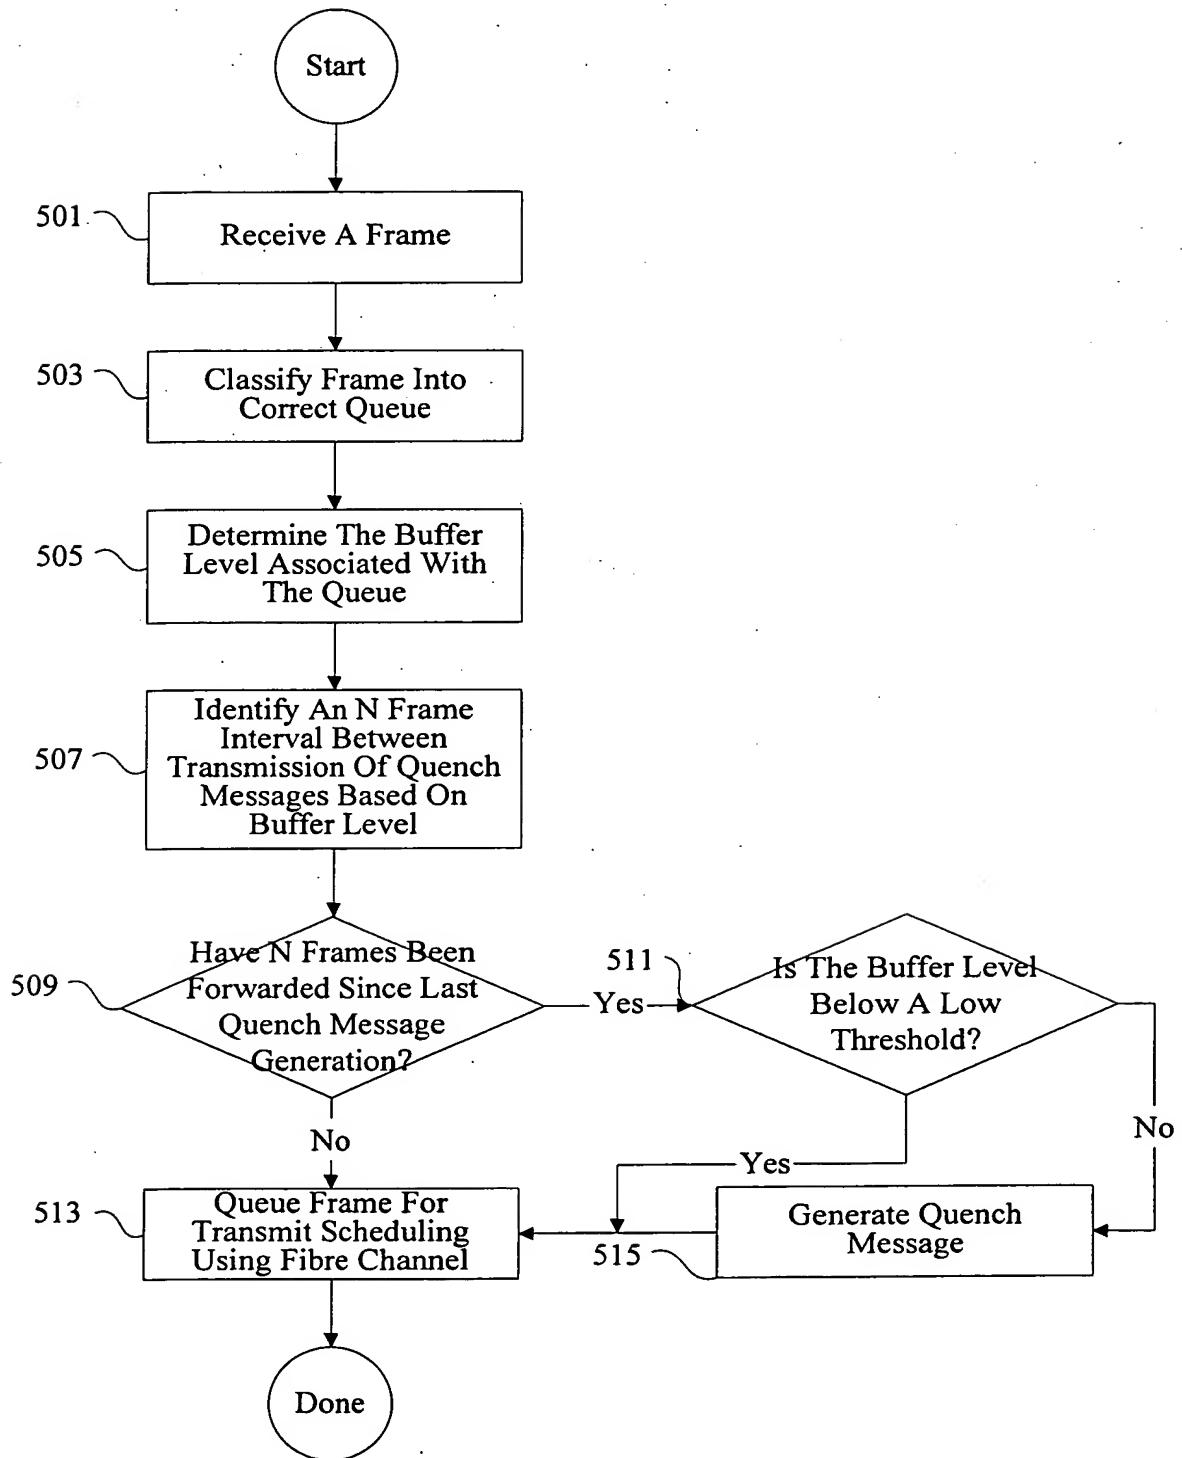 Start
501
Receive A Frame
503
Classify Frame Into
Correct Queue
505
Determine The Buffer
Level Associated With
The Queue
507
Identify An N Frame
Interval Between
Transmission Of Quench
Messages Based On
Buffer Level
509
Have N Frames Been
Forwarded Since Last
Quench Message
Generation?
Yes
511
Is The Buffer Level
Below A Low
Threshold?
No
Yes
No
513
Queue Frame For
Transmit Scheduling
Using Fibre Channel
515
Generate Quench
Message
Done